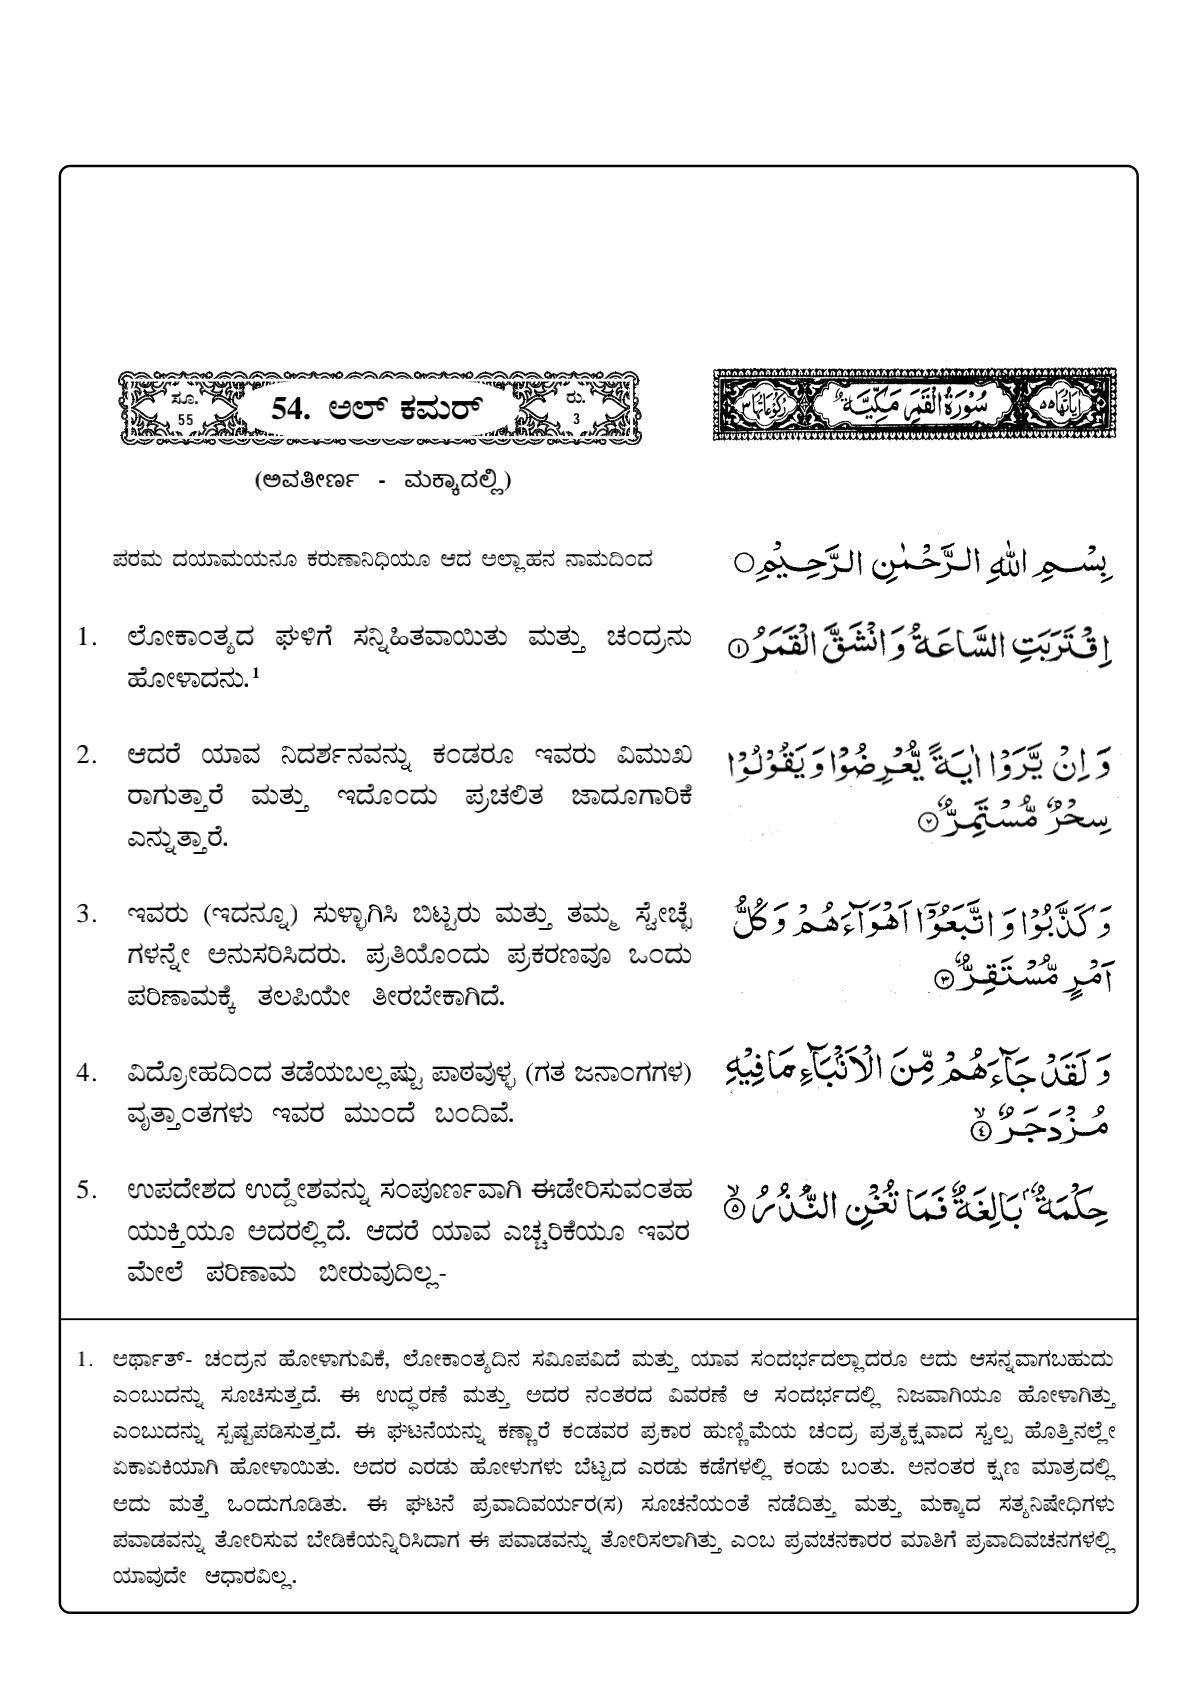 ಸೂ.
55
54. ಅಲ್ ಕಮರ್
ರು.
3
اٰيَاتُهَا ٥٥
سُوْرَةُ الْقَمَرِ مَكِّيَّةٌ
رُكُوْعَاتُهَا ٣
(ಅವತೀರ್ಣ - ಮಕ್ಕಾದಲ್ಲಿ)
ಪರಮ ದಯಾಮಯನೂ ಕರುಣಾನಿಧಿಯೂ ಆದ ಅಲ್ಲಾಹನ ನಾಮದಿಂದ
بِسْمِ اللهِ الرَّحْمٰنِ الرَّحِيْمِ ○
1. ಲೋಕಾಂತ್ಯದ ಘಳಿಗೆ ಸನ್ನಿಹಿತವಾಯಿತು ಮತ್ತು ಚಂದ್ರನು
ಹೋಳಾದನು.¹
اِقْتَرَبَتِ السَّاعَةُ وَانْشَقَّ الْقَمَرُ ①
2. ಆದರೆ ಯಾವ ನಿದರ್ಶನವನ್ನು ಕಂಡರೂ ಇವರು ವಿಮುಖ
ರಾಗುತ್ತಾರೆ ಮತ್ತು ಇದೊಂದು ಪ್ರಚಲಿತ ಜಾದೂಗಾರಿಕೆ
ಎನ್ನುತ್ತಾರೆ.
وَاِنْ يَّرَوْا اٰيَةً يُّعْرِضُوْا وَيَقُوْلُوْا
سِحْرٌ مُّسْتَمِرٌّ ②
3. ಇವರು (ಇದನ್ನೂ) ಸುಳ್ಳಾಗಿಸಿ ಬಿಟ್ಟರು ಮತ್ತು ತಮ್ಮ ಸ್ವೇಚ್ಛೆ
ಗಳನ್ನೇ ಅನುಸರಿಸಿದರು. ಪ್ರತಿಯೊಂದು ಪ್ರಕರಣವೂ ಒಂದು
ಪರಿಣಾಮಕ್ಕೆ ತಲಪಿಯೇ ತೀರಬೇಕಾಗಿದೆ.
وَكَذَّبُوْا وَاتَّبَعُوْٓا اَهْوَآءَهُمْ وَكُلُّ
اَمْرٍ مُّسْتَقِرٌّ ③
4. ವಿದ್ರೋಹದಿಂದ ತಡೆಯಬಲ್ಲಷ್ಟು ಪಾಠವುಳ್ಳ (ಗತ ಜನಾಂಗಗಳ)
ವೃತ್ತಾಂತಗಳು ಇವರ ಮುಂದೆ ಬಂದಿವೆ.
وَلَقَدْ جَآءَهُمْ مِّنَ الْاَنْبَآءِ مَا فِيْهِ
مُزْدَجَرٌ ④ۙ
5. ಉಪದೇಶದ ಉದ್ದೇಶವನ್ನು ಸಂಪೂರ್ಣವಾಗಿ ಈಡೇರಿಸುವಂತಹ
ಯುಕ್ತಿಯೂ ಅದರಲ್ಲಿದೆ. ಆದರೆ ಯಾವ ಎಚ್ಚರಿಕೆಯೂ ಇವರ
ಮೇಲೆ ಪರಿಣಾಮ ಬೀರುವುದಿಲ್ಲ-
حِكْمَةٌۢ بَالِغَةٌ فَمَا تُغْنِ النُّذُرُ ⑤ۙ
1. ಅರ್ಥಾತ್- ಚಂದ್ರನ ಹೋಳಾಗುವಿಕೆ, ಲೋಕಾಂತ್ಯದಿನ ಸಮೀಪವಿದೆ ಮತ್ತು ಯಾವ ಸಂದರ್ಭದಲ್ಲಾದರೂ ಅದು ಆಸನ್ನವಾಗಬಹುದು
ಎಂಬುದನ್ನು ಸೂಚಿಸುತ್ತದೆ. ಈ ಉದ್ಧರಣೆ ಮತ್ತು ಅದರ ನಂತರದ ವಿವರಣೆ ಆ ಸಂದರ್ಭದಲ್ಲಿ ನಿಜವಾಗಿಯೂ ಹೋಳಾಗಿತ್ತು
ಎಂಬುದನ್ನು ಸ್ಪಷ್ಟಪಡಿಸುತ್ತದೆ. ಈ ಘಟನೆಯನ್ನು ಕಣ್ಣಾರೆ ಕಂಡವರ ಪ್ರಕಾರ ಹುಣ್ಣಿಮೆಯ ಚಂದ್ರ ಪ್ರತ್ಯಕ್ಷವಾದ ಸ್ವಲ್ಪ ಹೊತ್ತಿನಲ್ಲೇ
ಏಕಾಏಕಿಯಾಗಿ ಹೋಳಾಯಿತು. ಅದರ ಎರಡು ಹೋಳುಗಳು ಬೆಟ್ಟದ ಎರಡು ಕಡೆಗಳಲ್ಲಿ ಕಂಡು ಬಂತು. ಅನಂತರ ಕ್ಷಣ ಮಾತ್ರದಲ್ಲಿ
ಅದು ಮತ್ತೆ ಒಂದುಗೂಡಿತು. ಈ ಘಟನೆ ಪ್ರವಾದಿವರ್ಯರ(ಸ) ಸೂಚನೆಯಂತೆ ನಡೆದಿತ್ತು ಮತ್ತು ಮಕ್ಕಾದ ಸತ್ಯನಿಷೇಧಿಗಳು
ಪವಾಡವನ್ನು ತೋರಿಸುವ ಬೇಡಿಕೆಯನ್ನಿರಿಸಿದಾಗ ಈ ಪವಾಡವನ್ನು ತೋರಿಸಲಾಗಿತ್ತು ಎಂಬ ಪ್ರವಚನಕಾರರ ಮಾತಿಗೆ ಪ್ರವಾದಿವಚನಗಳಲ್ಲಿ
ಯಾವುದೇ ಆಧಾರವಿಲ್ಲ.